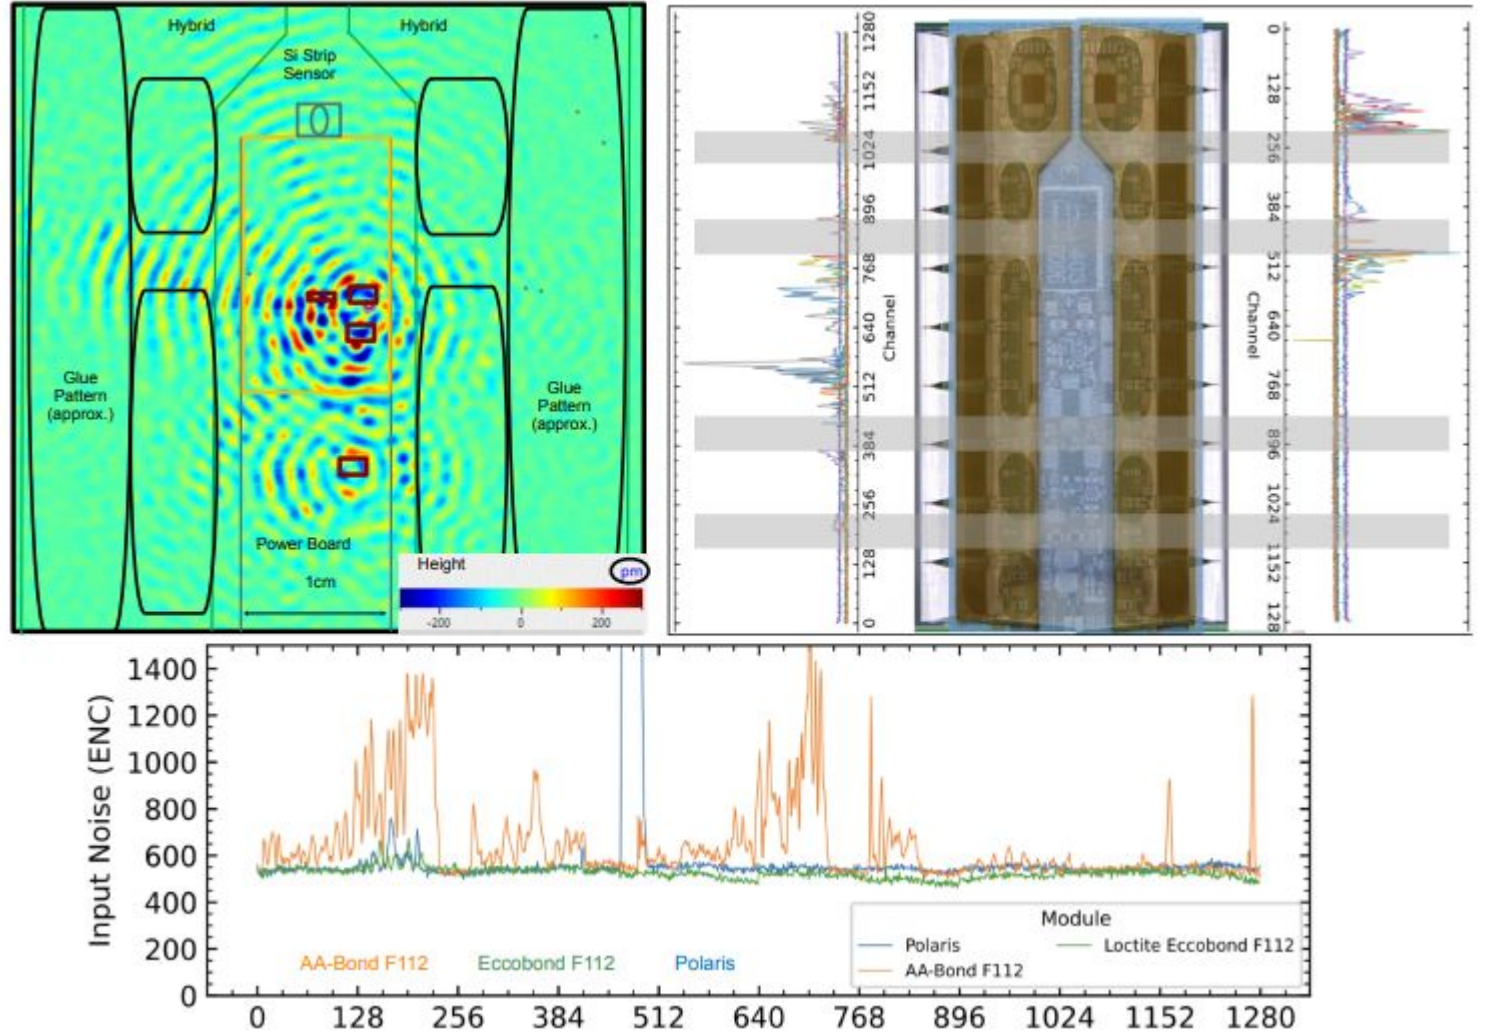 Hybrid
Hybrid
Si Strip
Sensor
Glue
Pattern
(approx.)
Glue
Pattern
(approx.)
Power Board
1cm
Height
pm
-200
0
200
1280
1152
1024
896
768
640
512
384
256
128
0
Channel
Channel
0
128
256
384
512
640
768
896
1024
1152
128
Input Noise (ENC)
1400
1200
1000
800
600
400
200
0
AA-Bond F112
Eccobond F112
Polaris
Module
Polaris
Loctite Eccobond F112
AA-Bond F112
0
128
256
384
512
640
768
896
1024
1152
1280